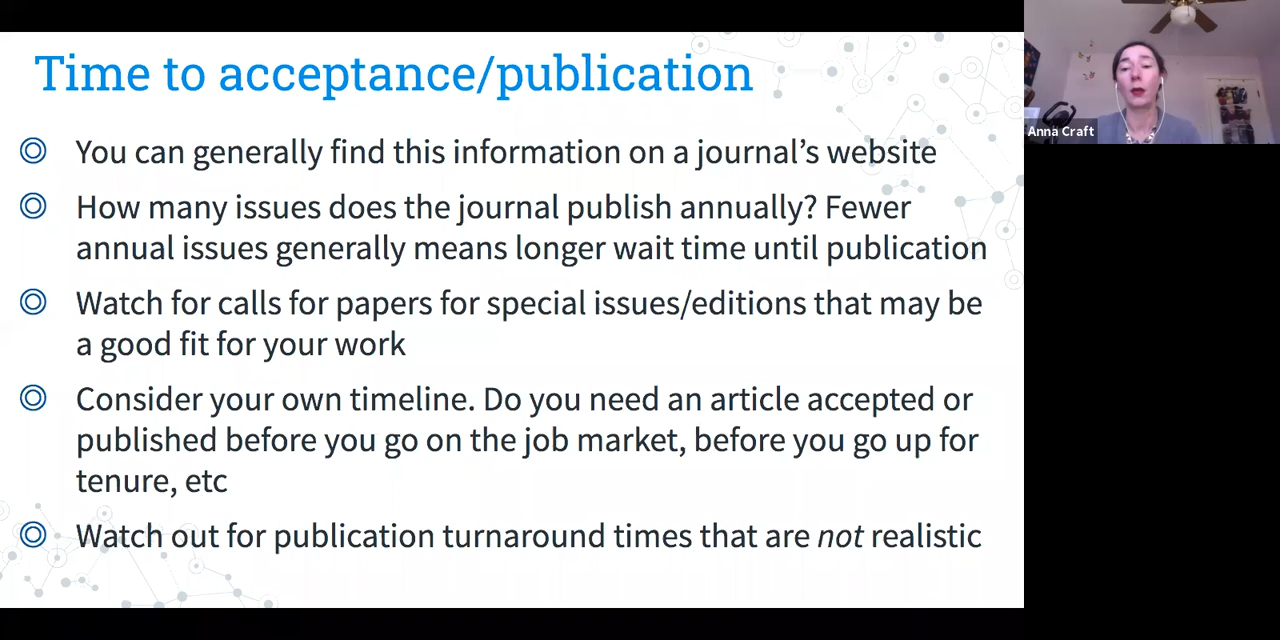 Time to acceptance/publication
You can generally find this information on a journal’s website
How many issues does the journal publish annually? Fewer
annual issues generally means longer wait time until publication
Watch for calls for papers for special issues/editions that may be
a good fit for your work
Consider your own timeline. Do you need an article accepted or
published before you go on the job market, before you go up for
tenure, etc
Watch out for publication turnaround times that are not realistic
Anna Craft